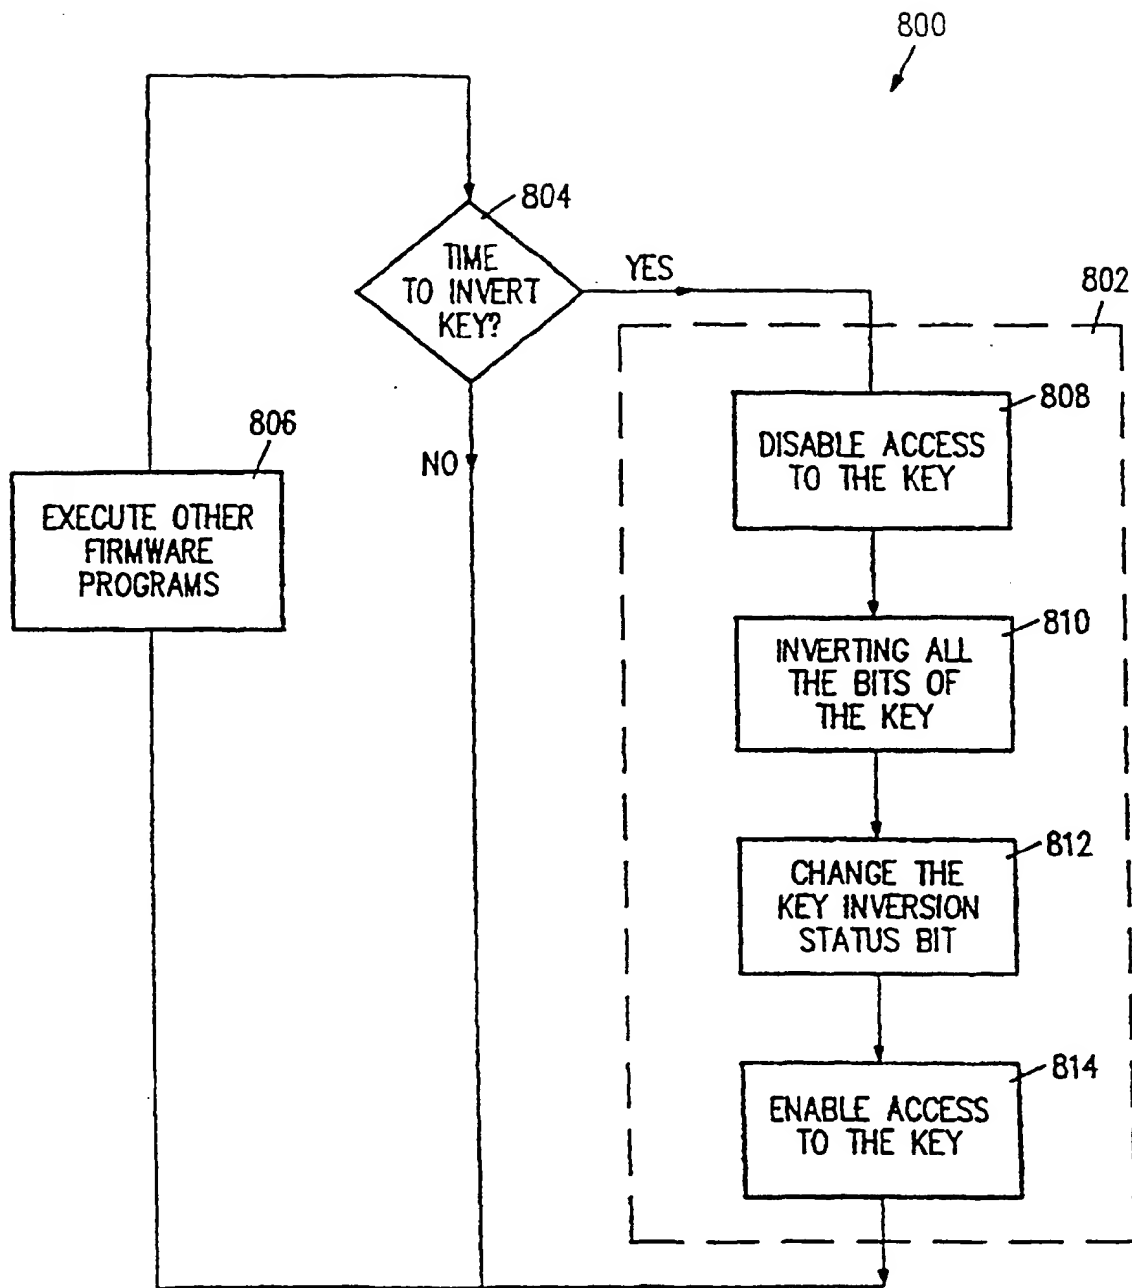 800
804
TIME
TO INVERT
KEY?
YES
802
808
DISABLE ACCESS
TO THE KEY
806
NO
EXECUTE OTHER
FIRMWARE
PROGRAMS
810
INVERTING ALL
THE BITS OF
THE KEY
812
CHANGE THE
KEY INVERSION
STATUS BIT
814
ENABLE ACCESS
TO THE KEY